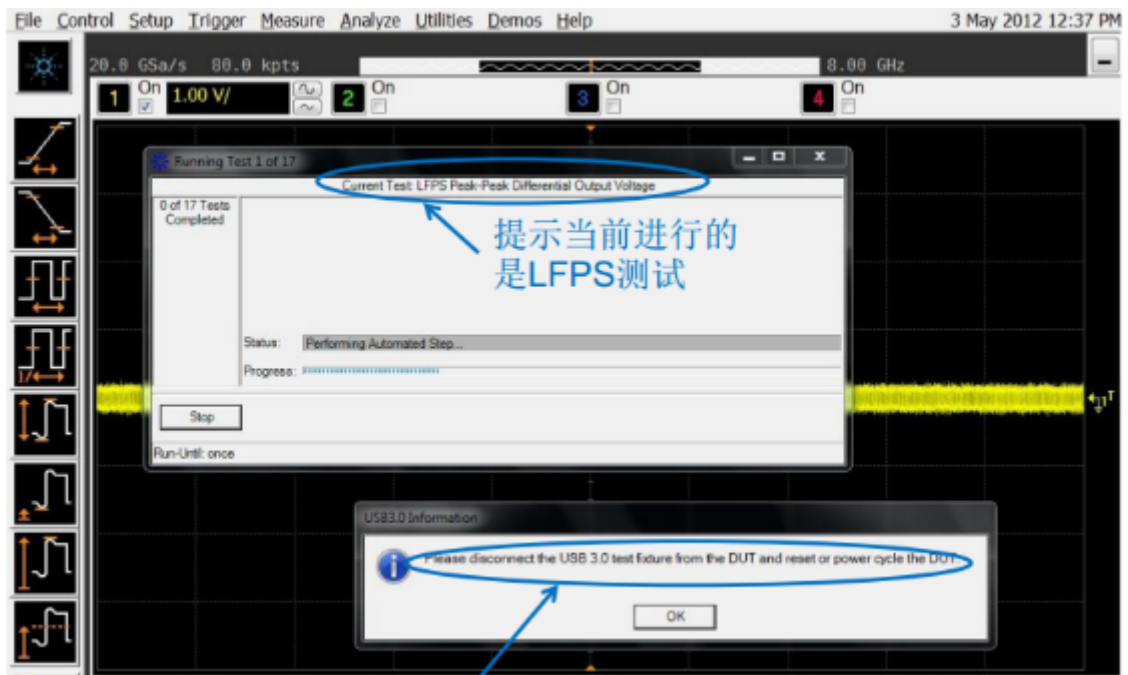 File Control Setup Trigger Measure Analyze Utilities Demos Help 3 May 2012 12:37 PM
20.0 GSa/s 80.0 kpts 8.00 GHz
1 On 1.00 V/ 2 On 3 On 4 On
Running Test 1 of 17
Current Test: LFPS Peak-Peak Differential Output Voltage
0 of 17 Tests
Completed
提示当前进行的
是LFPS测试
Status: Performing Automated Step...
Progress:
Stop
Run-Until: once
T
1/
USB3.0 Information
Please disconnect the USB 3.0 test fixture from the DUT and reset or power cycle the DUT.
OK